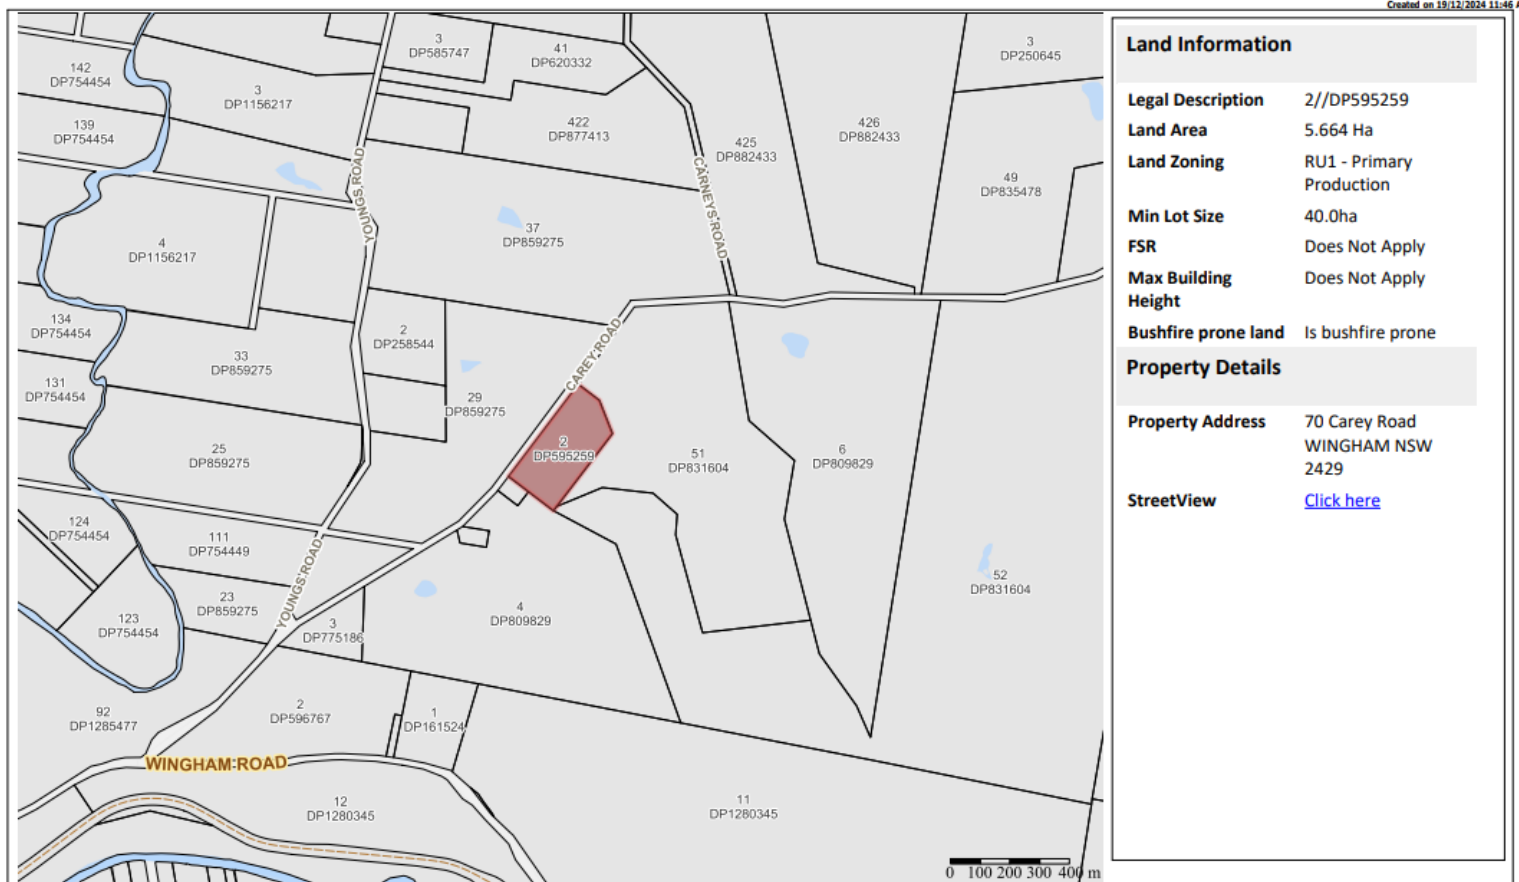 Created on 19/12/2024 11:46 A
142
DP754454
3
DP585747
41
DP620332
3
DP250645
3
DP1156217
139
DP754454
422
DP877413
425
DP882433
426
DP882433
49
DP835478
YOUNGS ROAD
CARNEYS ROAD
4
DP1156217
37
DP859275
134
DP754454
2
DP258544
33
DP859275
CAREY ROAD
131
DP754454
29
DP859275
25
DP859275
2
DP595259
51
DP831604
6
DP809829
124
DP754454
111
DP754449
YOUNGS ROAD
23
DP859275
123
DP754454
3
DP775186
4
DP809829
52
DP831604
92
DP1285477
2
DP596767
1
DP161524
WINGHAM ROAD
12
DP1280345
11
DP1280345
0 100 200 300 400 m
Land Information
Legal Description 2//DP595259
Land Area 5.664 Ha
Land Zoning RU1 - Primary
Production
Min Lot Size 40.0ha
FSR Does Not Apply
Max Building Does Not Apply
Height
Bushfire prone land Is bushfire prone
Property Details
Property Address 70 Carey Road
WINGHAM NSW
2429
StreetView Click here